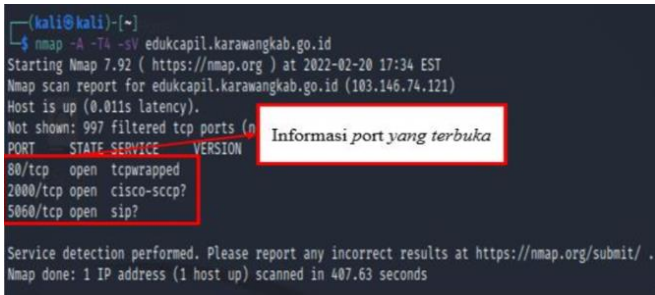 (kali㉿kali)-[~]
$ nmap -A -T4 -sV edukcapil.karawangkab.go.id
Starting Nmap 7.92 ( https://nmap.org ) at 2022-02-20 17:34 EST
Nmap scan report for edukcapil.karawangkab.go.id (103.146.74.121)
Host is up (0.011s latency).
Not shown: 997 filtered tcp ports (n
Informasi port yang terbuka
PORT STATE SERVICE VERSION
80/tcp open tcpwrapped
2000/tcp open cisco-sccp?
5060/tcp open sip?
Service detection performed. Please report any incorrect results at https://nmap.org/submit/ .
Nmap done: 1 IP address (1 host up) scanned in 407.63 seconds